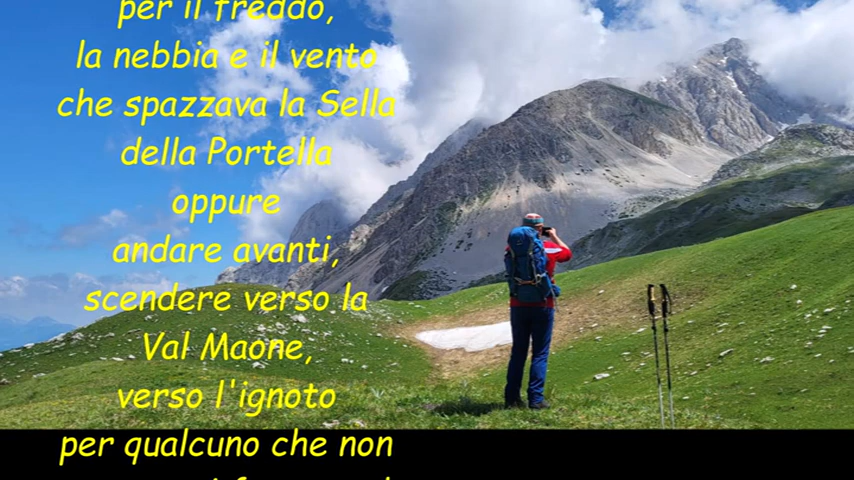 per il freddo,
la nebbia e il vento
che spazzava la Sella
della Portella
oppure
andare avanti,
scendere verso la
Val Maone,
verso l'ignoto
per qualcuno che non